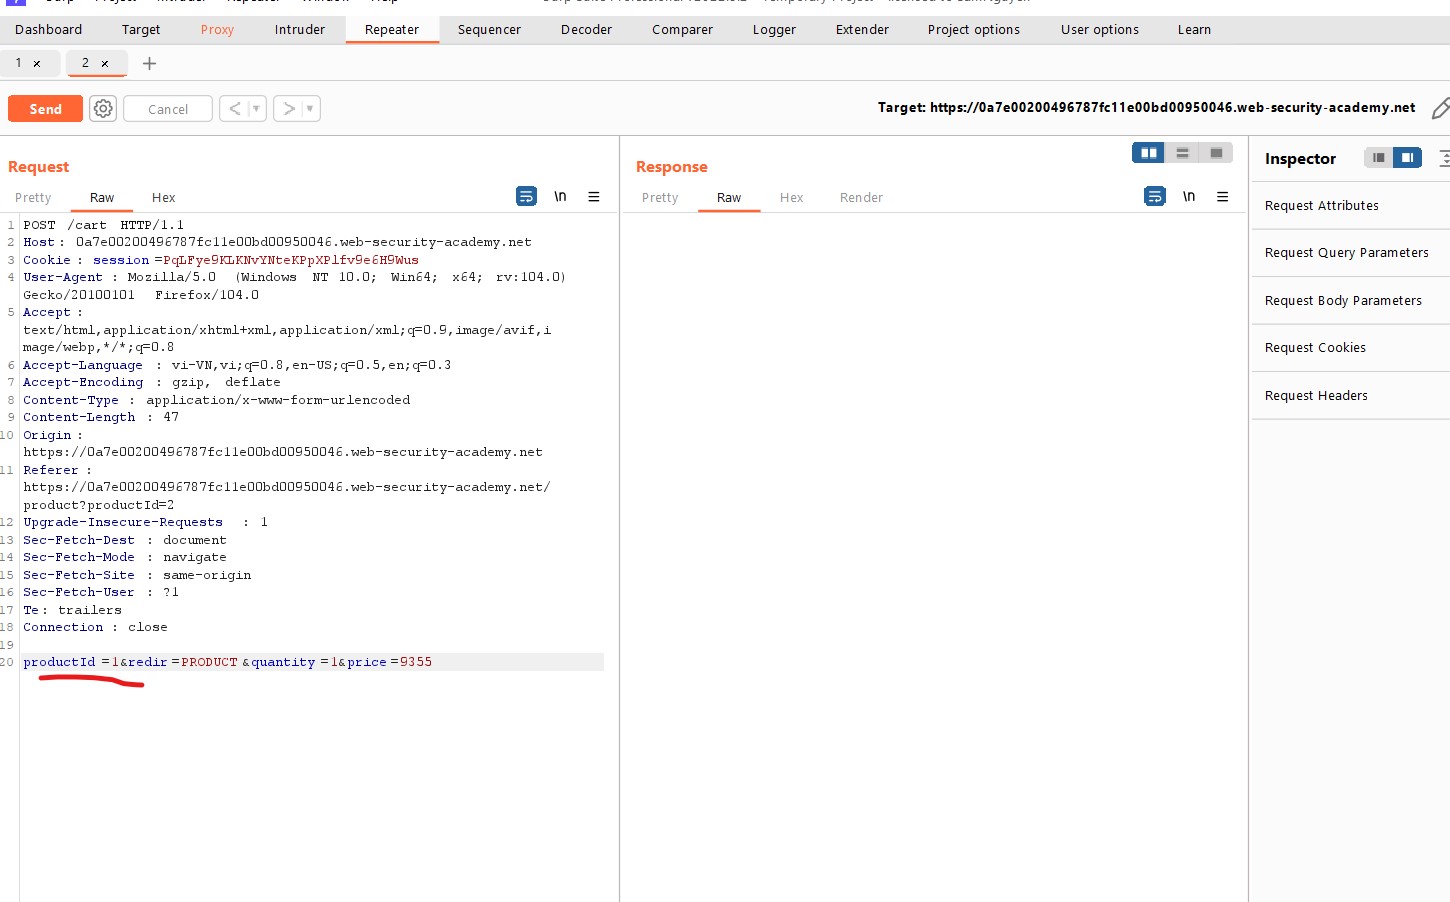 Dashboard Target Proxy Intruder Repeater Sequencer Decoder Comparer Logger Extender Project options User options Learn
1 × 2 × +
Send Cancel < >
Target: https://0a7e00200496787fc11e00bd00950046.web-security-academy.net
Request
Pretty Raw Hex \n
1 POST /cart HTTP/1.1
2 Host: 0a7e00200496787fc11e00bd00950046.web-security-academy.net
3 Cookie: session=PqLFye9KLKNvYNteKPpXPlfv9e6H9Wus
4 User-Agent: Mozilla/5.0 (Windows NT 10.0; Win64; x64; rv:104.0)
Gecko/20100101 Firefox/104.0
5 Accept:
text/html,application/xhtml+xml,application/xml;q=0.9,image/avif,i
mage/webp,*/*;q=0.8
6 Accept-Language: vi-VN,vi;q=0.8,en-US;q=0.5,en;q=0.3
7 Accept-Encoding: gzip, deflate
8 Content-Type: application/x-www-form-urlencoded
9 Content-Length: 47
10 Origin:
https://0a7e00200496787fc11e00bd00950046.web-security-academy.net
11 Referer:
https://0a7e00200496787fc11e00bd00950046.web-security-academy.net/
product?productId=2
12 Upgrade-Insecure-Requests: 1
13 Sec-Fetch-Dest: document
14 Sec-Fetch-Mode: navigate
15 Sec-Fetch-Site: same-origin
16 Sec-Fetch-User: ?1
17 Te: trailers
18 Connection: close
19
20 productId=1&redir=PRODUCT&quantity=1&price=9355
Response
Pretty Raw Hex Render \n
Inspector
Request Attributes
Request Query Parameters
Request Body Parameters
Request Cookies
Request Headers